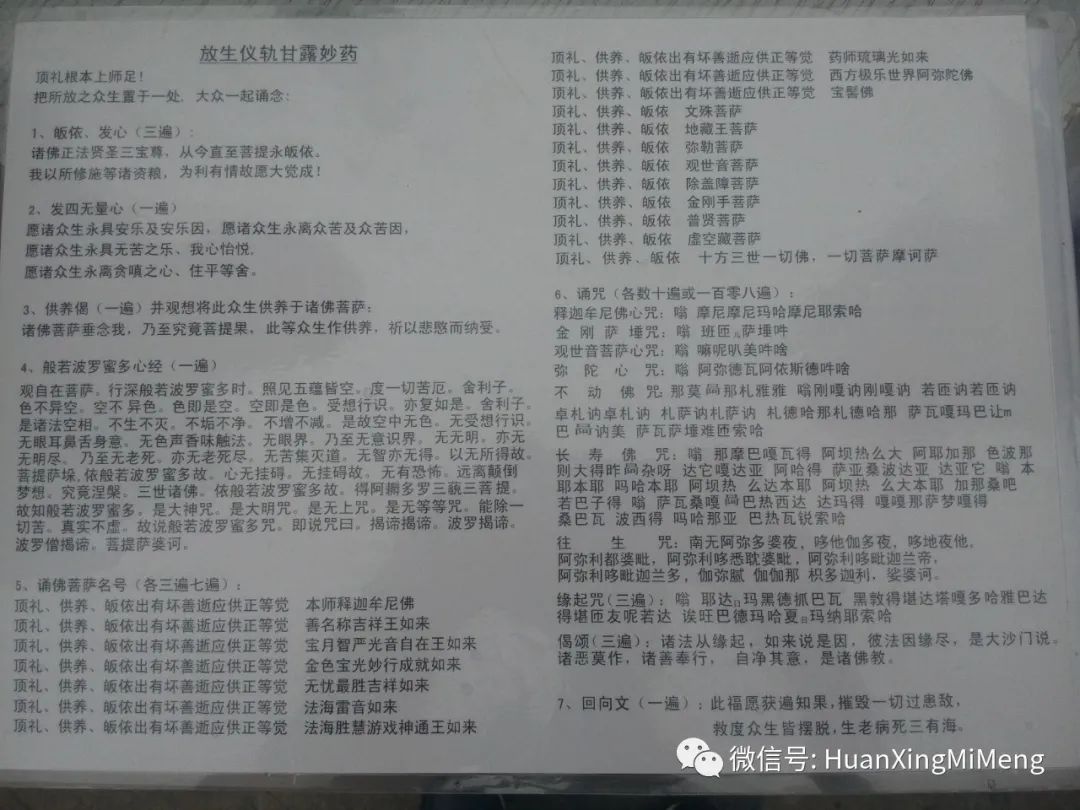 放生仪轨甘露妙药
顶礼根本上师足！
把所放之众生置于一处，大众一起诵念：
1、皈依、发心（三遍）：
诸佛正法贤圣三宝尊，从今直至菩提永皈依。
我以所修施等诸资粮，为利有情故愿大觉成！
2、发四无量心（一遍）
愿诸众生永具安乐及安乐因，愿诸众生永离众苦及众苦因，
愿诸众生永具无苦之乐、我心怡悦，
愿诸众生永离贪嗔之心、住平等舍。
3、供养偈（一遍）并观想将此众生供养于诸佛菩萨：
诸佛菩萨垂念我，乃至究竟菩提果，此等众生作供养，祈以悲愍而纳受。
4、般若波罗蜜多心经（一遍）
观自在菩萨。行深般若波罗蜜多时。照见五蕴皆空。度一切苦厄。舍利子。
色不异空。空不异色。色即是空。空即是色。受想行识。亦复如是。舍利子。
是诸法空相。不生不灭。不垢不净。不增不减。是故空中无色。无受想行识。
无眼耳鼻舌身意。无色声香味触法。无眼界。乃至无意识界。无无明。亦无
无明尽。乃至无老死。亦无老死尽。无苦集灭道。无智亦无得。以无所得故。
菩提萨埵，依般若波罗蜜多故。心无挂碍。无挂碍故。无有恐怖。远离颠倒
梦想。究竟涅槃。三世诸佛。依般若波罗蜜多故。得阿耨多罗三藐三菩提。
故知般若波罗蜜多。是大神咒。是大明咒。是无上咒。是无等等咒。能除一
切苦。真实不虚。故说般若波罗蜜多咒。即说咒曰。揭谛揭谛。波罗揭谛。
波罗僧揭谛。菩提萨婆诃。
5、诵佛菩萨名号（各三遍七遍）：
顶礼、供养、皈依出有坏善逝应供正等觉 本师释迦牟尼佛
顶礼、供养、皈依出有坏善逝应供正等觉 善名称吉祥王如来
顶礼、供养、皈依出有坏善逝应供正等觉 宝月智严光音自在王如来
顶礼、供养、皈依出有坏善逝应供正等觉 金色宝光妙行成就如来
顶礼、供养、皈依出有坏善逝应供正等觉 无忧最胜吉祥如来
顶礼、供养、皈依出有坏善逝应供正等觉 法海雷音如来
顶礼、供养、皈依出有坏善逝应供正等觉 法海胜慧游戏神通王如来
顶礼、供养、皈依出有坏善逝应供正等觉 药师琉璃光如来
顶礼、供养、皈依出有坏善逝应供正等觉 西方极乐世界阿弥陀佛
顶礼、供养、皈依出有坏善逝应供正等觉 宝髻佛
顶礼、供养、皈依 文殊菩萨
顶礼、供养、皈依 地藏王菩萨
顶礼、供养、皈依 弥勒菩萨
顶礼、供养、皈依 观世音菩萨
顶礼、供养、皈依 除盖障菩萨
顶礼、供养、皈依 金刚手菩萨
顶礼、供养、皈依 普贤菩萨
顶礼、供养、皈依 虚空藏菩萨
顶礼、供养、皈依 十方三世一切佛，一切菩萨摩诃萨
6、诵咒（各数十遍或一百零八遍）：
释迦牟尼佛心咒：嗡 摩尼摩尼玛哈摩尼耶索哈
金刚萨埵咒：嗡 班匝儿萨埵吽
观世音菩萨心咒：嗡 嘛呢叭美吽啥
弥陀心咒：嗡 阿弥德瓦阿依斯德吽啥
不动佛咒：那莫局那札雅雅 嗡刚嘎讷刚嘎讷 若匝讷若匝讷
卓札讷卓札讷 札萨讷札萨讷 札德哈那札德哈那 萨瓦嘎玛巴让m
巴局讷美 萨瓦萨埵难匝索哈
长寿佛咒：嗡 那摩巴嘎瓦得 阿坝热么大 阿耶加那 色波那
则大得昨局杂呀 达它嘎达亚 阿哈得 萨亚桑波达亚 达亚它 嗡 本
耶本耶 吗哈本耶 阿坝热 么达本耶 阿坝热 么大本耶 加那桑吧
若巴子得 嗡 萨瓦桑嘎局巴热西达 达玛得 嘎嘎那萨梦嘎得
桑巴瓦 波西得 吗哈那亚 巴热瓦锐索哈
往生咒：南无阿弥多婆夜，哆他伽多夜，哆地夜他，
阿弥利都婆毗，阿弥利哆悉耽婆毗，阿弥利哆毗迦兰帝，
阿弥利哆毗迦兰多，伽弥腻 伽伽那 枳多迦利，娑婆诃。
缘起咒（三遍）：嗡 耶达日玛黑德抓巴瓦 黑敦得堪达塔嘎多哈雅巴达
得堪匝友呢若达 诶旺巴德玛哈夏日玛纳耶索哈
偈颂（三遍）：诸法从缘起，如来说是因，彼法因缘尽，是大沙门说。
诸恶莫作，诸善奉行， 自净其意，是诸佛教。
7、回向文（一遍）：此福愿获遍知果，摧毁一切过患敌，
救度众生皆摆脱，生老病死三有海。
微信号: HuanXingMiMeng